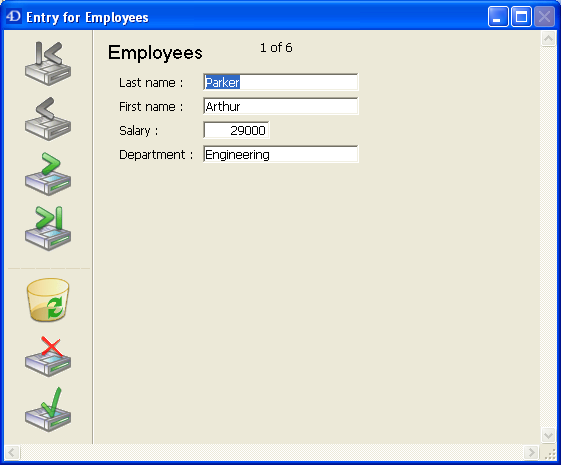 4D Entry for Employees
Employees 1 of 6
Last name : Parker
First name : Arthur
Salary : 29000
Department : Engineering